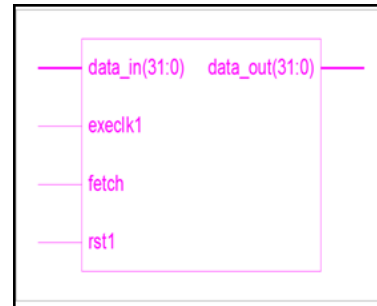 data_in(31:0) data_out(31:0)
execlk1
fetch
rst1